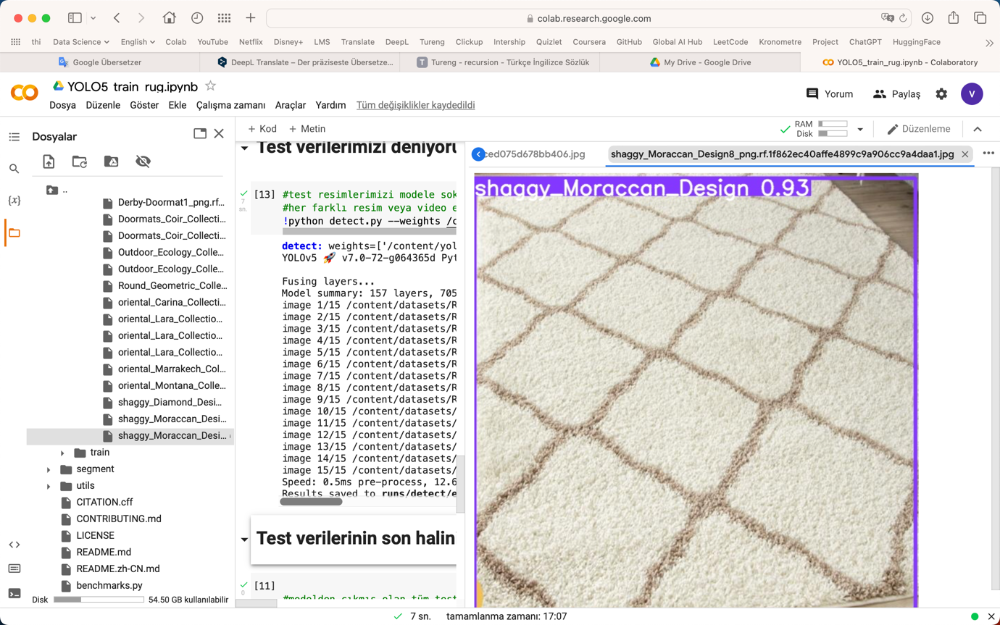 colab.research.google.com
thi Data Science English Colab YouTube Netflix Disney+ LMS Translate DeepL Tureng Clickup Intership Quizlet Coursera GitHub Global AI Hub LeetCode Kronometre Project ChatGPT HuggingFace
Google Übersetzer
DeepL Translate – Der präziseste Übersetze...
T Tureng - recursion - Türkçe İngilizce Sözlük
My Drive - Google Drive
YOLO5_train_rug.ipynb - Colaboratory
YOLO5_train_rug.ipynb
Yorum Paylaş V
Dosya Düzenle Göster Ekle Çalışma zamanı Araçlar Yardım Tüm değişiklikler kaydedildi
Dosyalar
{x}
..
Derby-Doormat1_png.rf...
Doormats_Coir_Collecti...
Doormats_Coir_Collecti...
Outdoor_Ecology_Colle...
Outdoor_Ecology_Colle...
Round_Geometric_Colle...
oriental_Carina_Collecti...
oriental_Lara_Collectio...
oriental_Lara_Collectio...
oriental_Lara_Collectio...
oriental_Marrakech_Col...
oriental_Montana_Colle...
shaggy_Diamond_Desi...
shaggy_Moraccan_Desi...
shaggy_Moraccan_Desi...
train
segment
utils
CITATION.cff
CONTRIBUTING.md
LICENSE
README.md
README.zh-CN.md
benchmarks.py
Disk 54.50 GB kullanılabilir
+ Kod + Metin
RAM
Disk
Düzenleme
Test verilerimizi deniyoru
[13] #test resimlerimizi modele sok
7
sn.
#her farklı resim veya video e
!python detect.py --weights /c
detect: weights=['/content/yol
YOLOv5 🚀 v7.0-72-g064365d Pyt
Fusing layers...
Model summary: 157 layers, 705
image 1/15 /content/datasets/R
image 2/15 /content/datasets/R
image 3/15 /content/datasets/R
image 4/15 /content/datasets/R
image 5/15 /content/datasets/R
image 6/15 /content/datasets/R
image 7/15 /content/datasets/R
image 8/15 /content/datasets/R
image 9/15 /content/datasets/R
image 10/15 /content/datasets/
image 11/15 /content/datasets/
image 12/15 /content/datasets/
image 13/15 /content/datasets/
image 14/15 /content/datasets/
image 15/15 /content/datasets/
Speed: 0.5ms pre-process, 12.6
Results saved to runs/detect/e
Test verilerinin son halin
[11]
0
#modelden çıkmış olan tüm test
ced075d678bb406.jpg
shaggy_Moraccan_Design8_png.rf.1f862ec40affe4899c9a906cc9a4daa1.jpg
shaggy_Moraccan_Design 0.93
7 sn. tamamlanma zamanı: 17:07